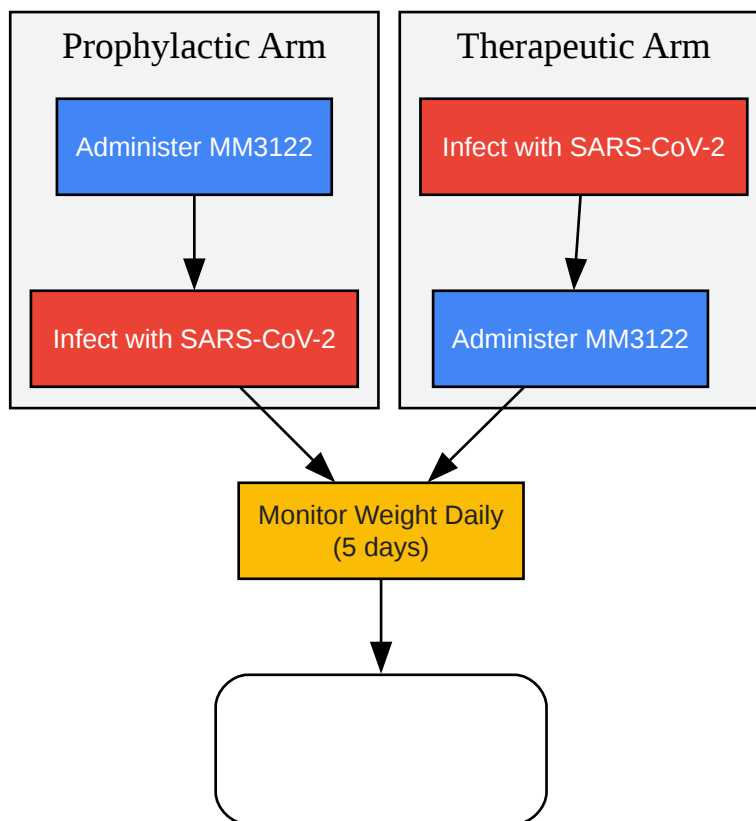 Prophylactic Arm
Administer MM3122
Infect with SARS-CoV-2
Therapeutic Arm
Infect with SARS-CoV-2
Administer MM3122
Monitor Weight Daily
(5 days)